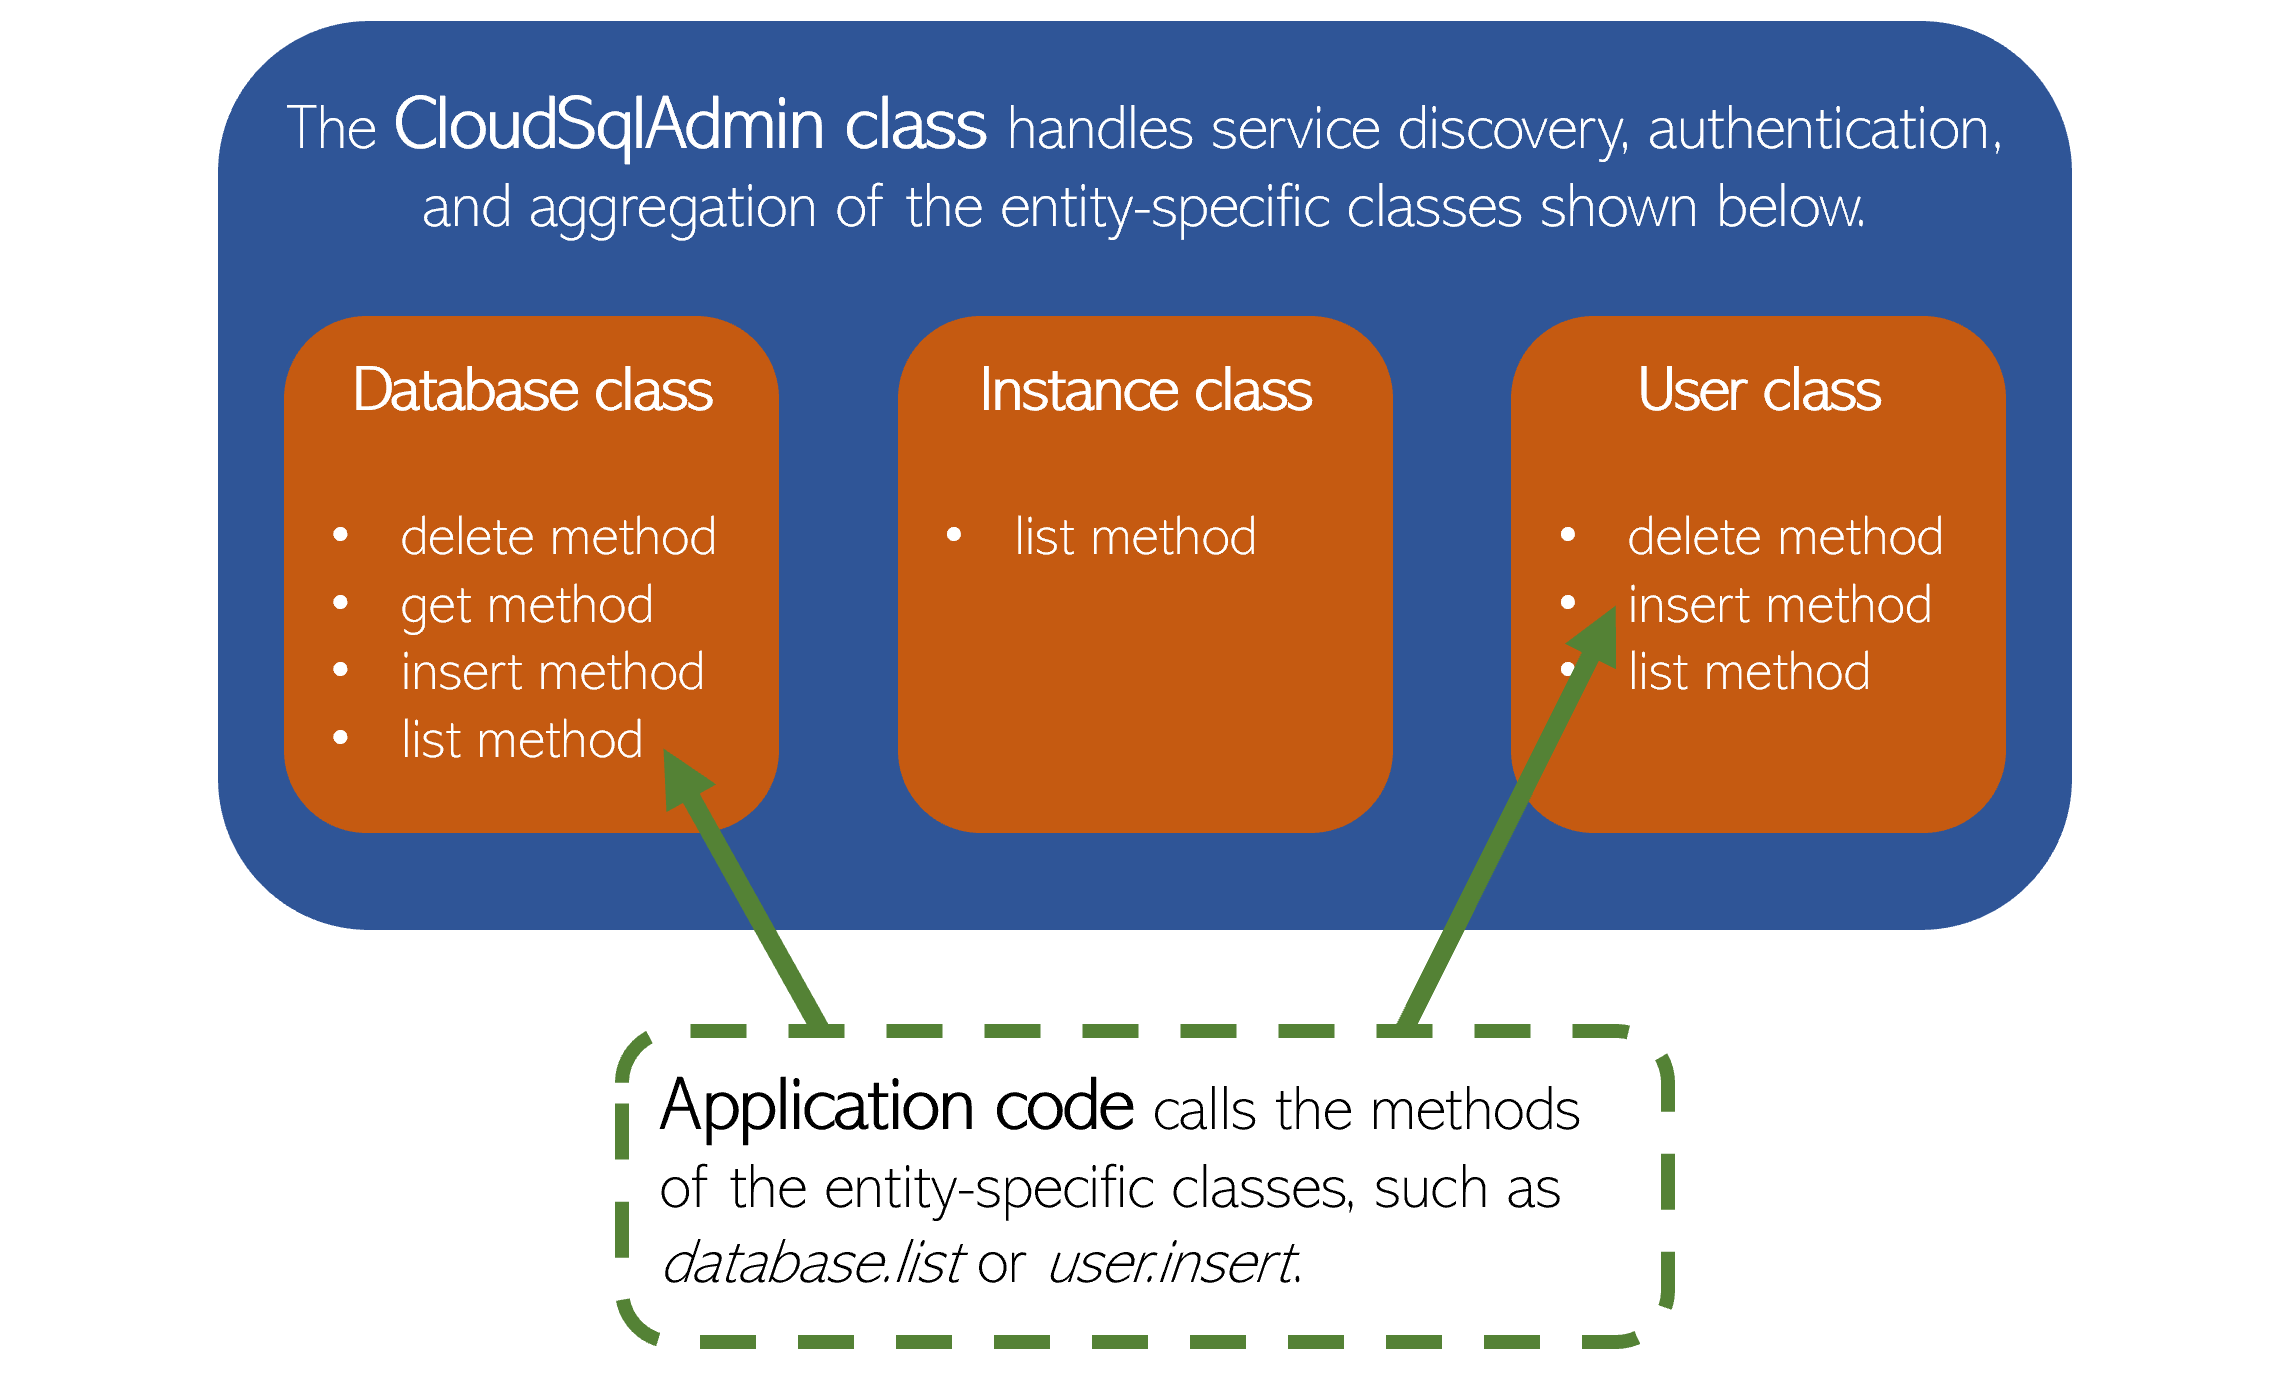 The CloudSqlAdmin class handles service discovery, authentication,
and aggregation of the entity-specific classes shown below.
Database class
• delete method
• get method
• insert method
• list method
Instance class
• list method
User class
• delete method
• insert method
• list method
Application code calls the methods
of the entity-specific classes, such as
database.list or user.insert.